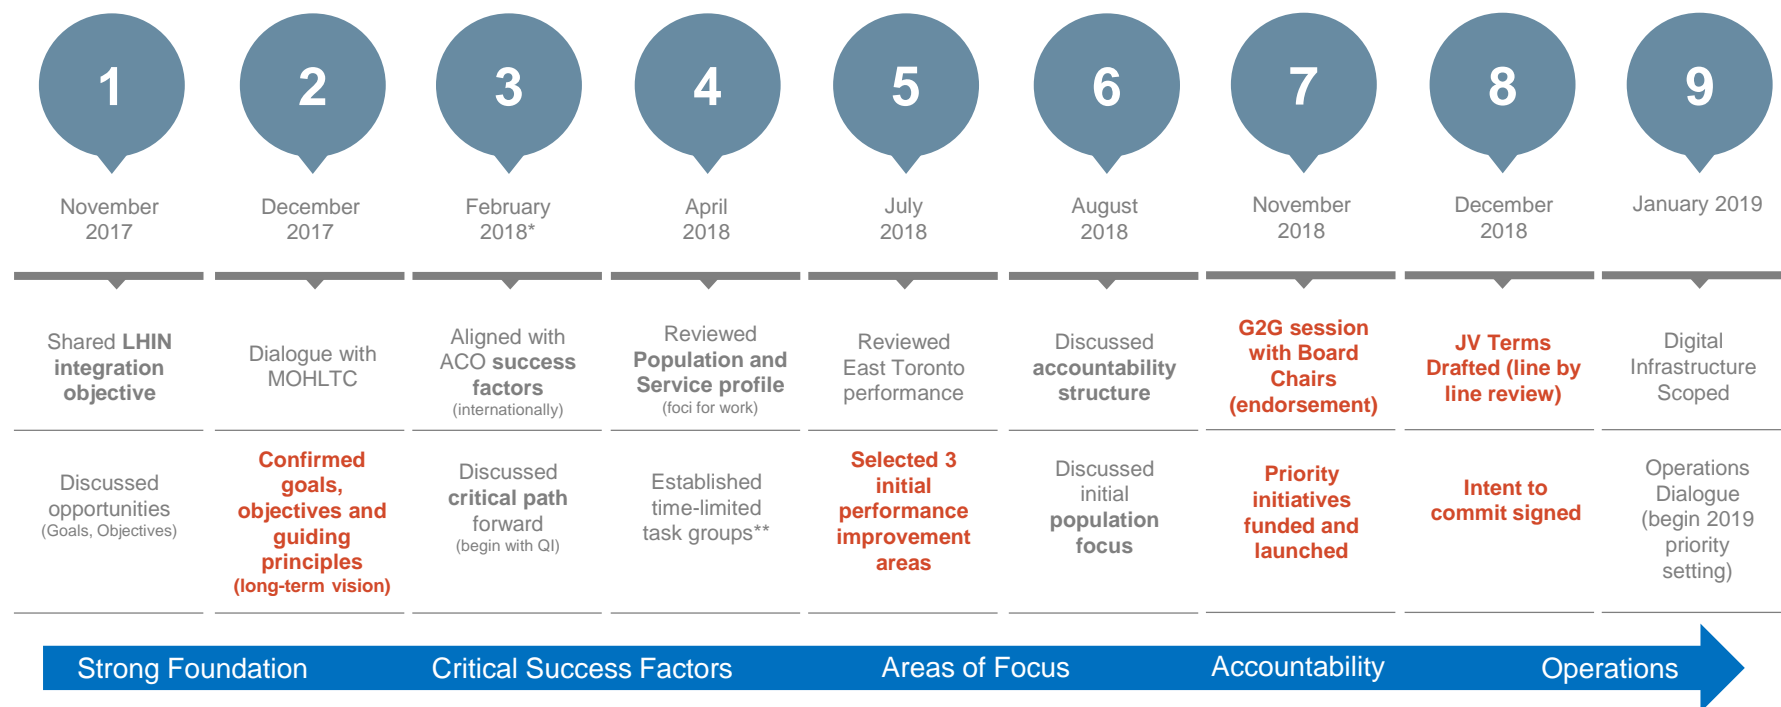 1
2
3
4
5
6
7
8
9
November
2017
December
2017
February
2018*
April
2018
July
2018
August
2018
November
2018
December
2018
January 2019
Shared LHIN
integration
objective
Dialogue with
MOHLTC
Aligned with
ACO success
factors
(internationally)
Reviewed
Population and
Service profile
(foci for work)
Reviewed
East Toronto
performance
Discussed
accountability
structure
G2G session
with Board
Chairs
(endorsement)
JV Terms
Drafted (line by
line review)
Digital
Infrastructure
Scoped
Discussed
opportunities
(Goals, Objectives)
Confirmed
goals,
objectives and
guiding
principles
(long-term vision)
Discussed
critical path
forward
(begin with QI)
Established
time-limited
task groups**
Selected 3
initial
performance
improvement
areas
Discussed
initial
population
focus
Priority
initiatives
funded and
launched
Intent to
commit signed
Operations
Dialogue
(begin 2019
priority
setting)
Strong Foundation
Critical Success Factors
Areas of Focus
Accountability
Operations